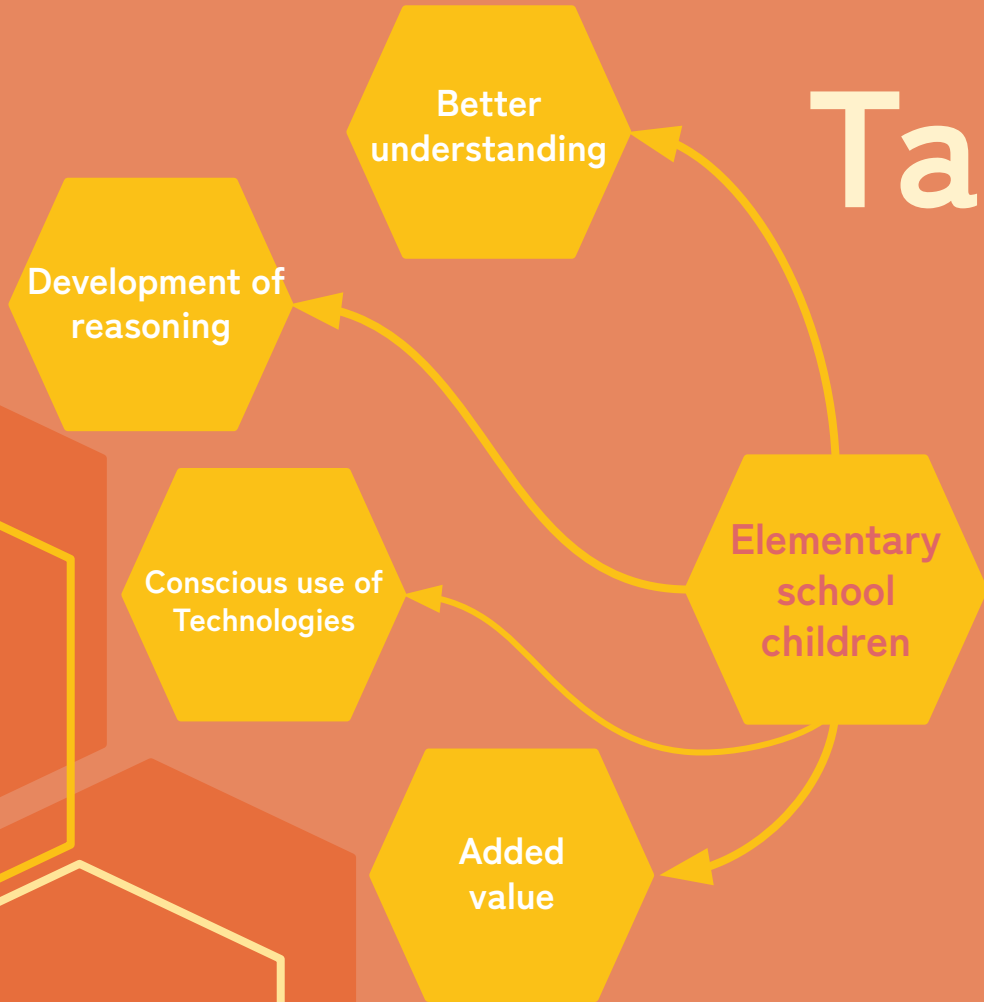 Ta
Better
understanding
Development of
reasoning
Conscious use of
Technologies
Elementary
school
children
Added
value